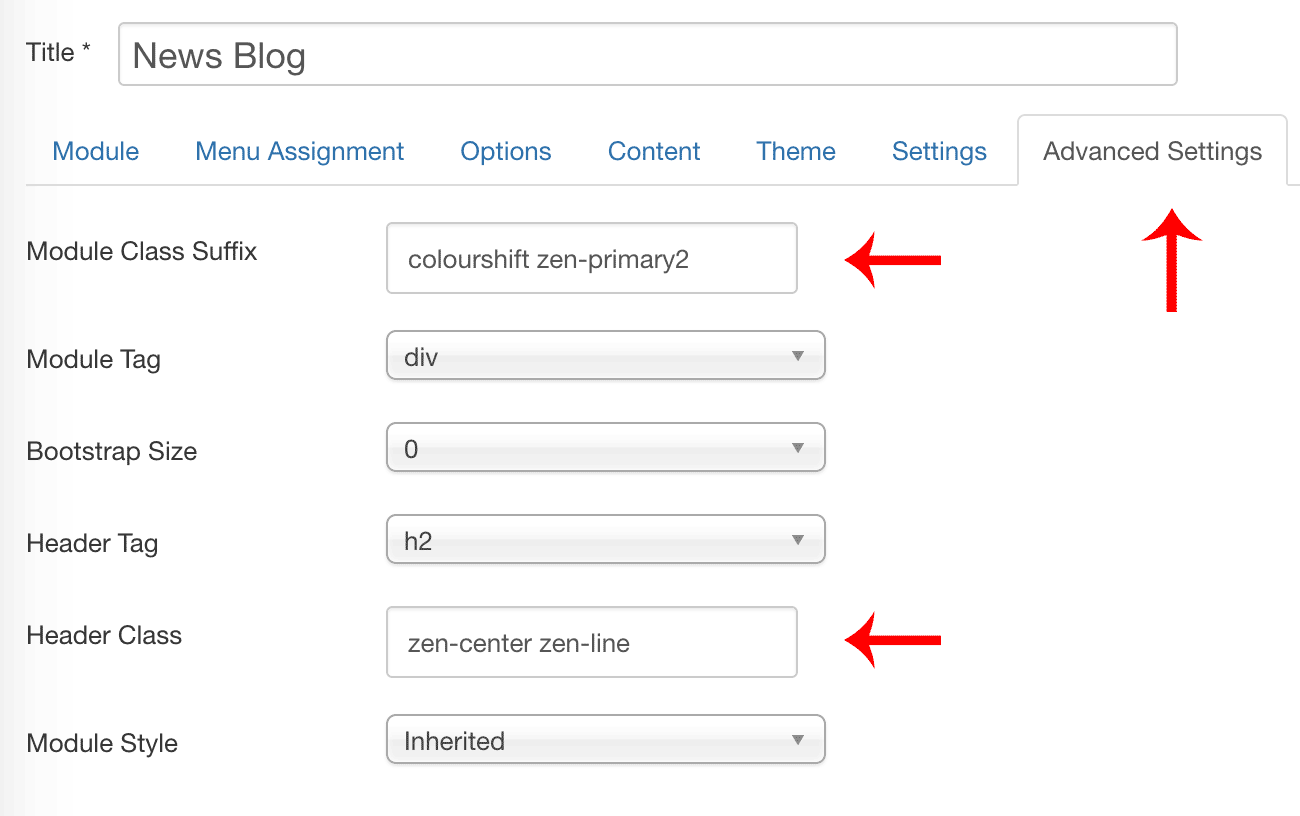 Title * News Blog
Module Menu Assignment Options Content Theme Settings Advanced Settings
Module Class Suffix colourshift zen-primary2
Module Tag div
Bootstrap Size 0
Header Tag h2
Header Class zen-center zen-line
Module Style Inherited